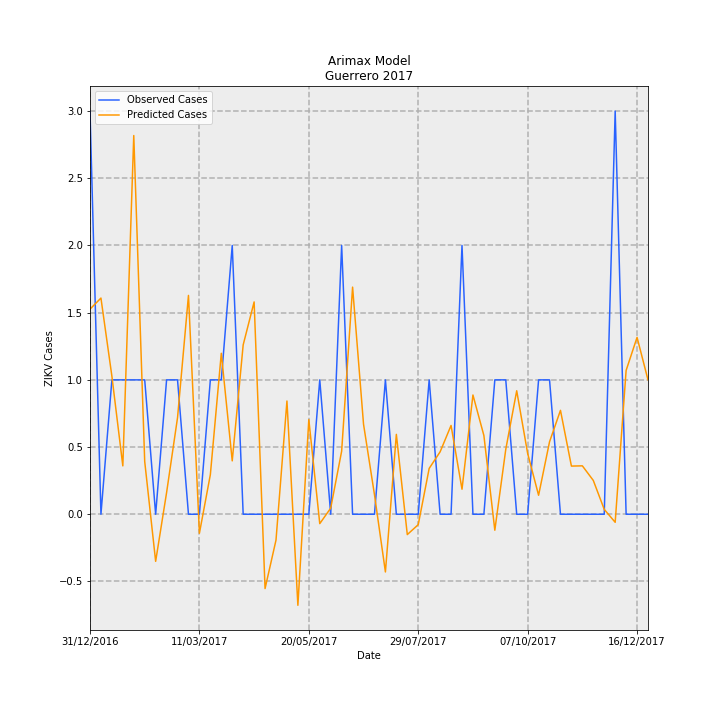 Arimax Model
Guerrero 2017
Observed Cases
Predicted Cases
3.0
2.5
2.0
1.5
1.0
0.5
0.0
−0.5
ZIKV Cases
31/12/2016 11/03/2017 20/05/2017 29/07/2017 07/10/2017 16/12/2017
Date